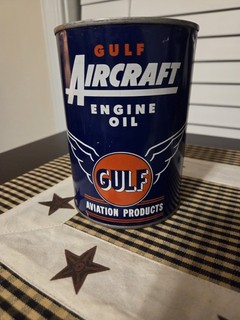 GULF
AIRCRAFT
ENGINE
OIL
GULF
AVIATION PRODUCTS